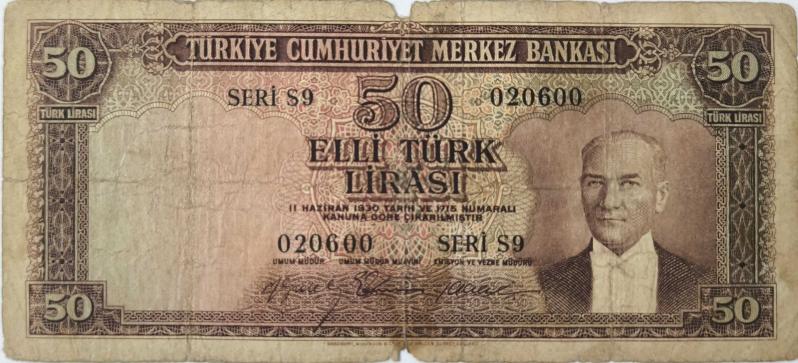 TÜRKİYE CUMHURİYET MERKEZ BANKASI
50 50
SERİ S9 50 020600
TÜRK LİRASI TÜRK LİRASI
ELLİ TÜRK
LİRASI
11 HAZİRAN 1930 TARİH VE 1715 NUMARALI
KANUNA GÖRE ÇIKARILMIŞTIR
020600 SERİ S9
UMUM MÜDÜR UMUM MÜDÜR MUAVİNİ EMİSYON VE VEZNE MÜDÜRÜ
50 50